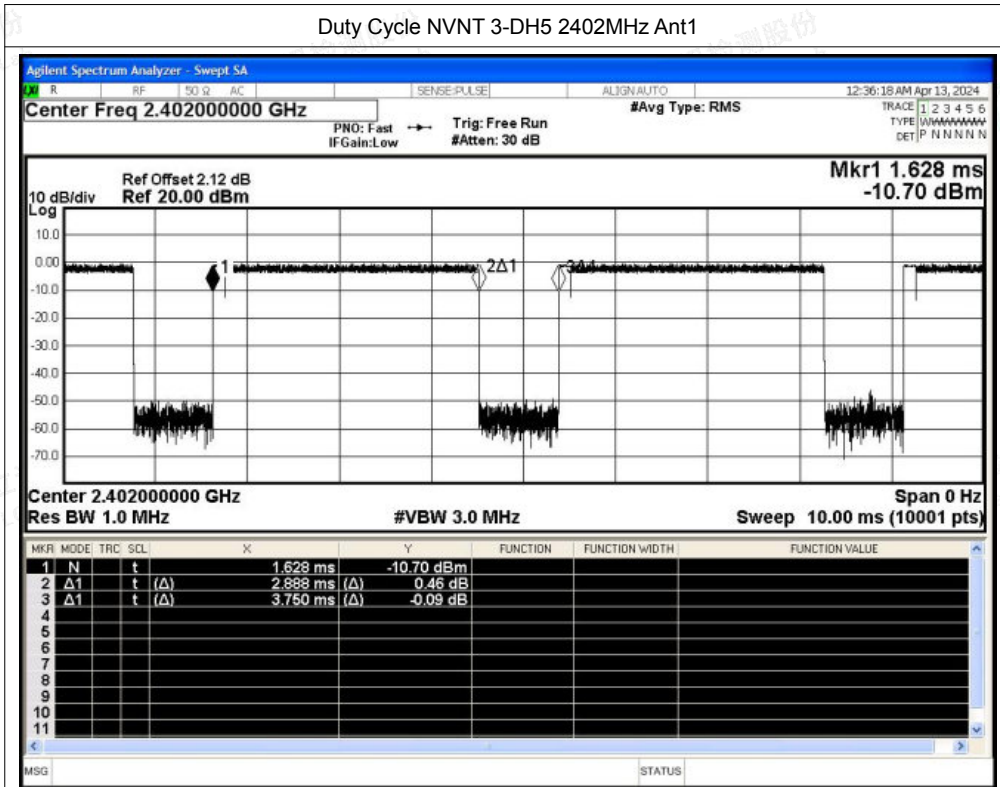 Duty Cycle NVNT 3-DH5 2402MHz Ant1
Agilent Spectrum Analyzer - Swept SA
LXI R RF 50 Ω AC SENSE:PULSE ALIGN AUTO 12:36:18 AM Apr 13, 2024
Center Freq 2.402000000 GHz #Avg Type: RMS TRACE 1 2 3 4 5 6
PNO: Fast Trig: Free Run TYPE WWWWWW
IFGain:Low #Atten: 30 dB DET P N N N N N
Mkr1 1.628 ms
Ref Offset 2.12 dB
10 dB/div Ref 20.00 dBm -10.70 dBm
Log
10.0
0.00
1 2Δ1 3Δ1
-10.0
-20.0
-30.0
-40.0
-50.0
-60.0
-70.0
Center 2.402000000 GHz Span 0 Hz
Res BW 1.0 MHz #VBW 3.0 MHz Sweep 10.00 ms (10001 pts)
MKR MODE TRC SCL X Y FUNCTION FUNCTION WIDTH FUNCTION VALUE
1 N t 1.628 ms -10.70 dBm
2 Δ1 t (Δ) 2.888 ms (Δ) 0.46 dB
3 Δ1 t (Δ) 3.750 ms (Δ) -0.09 dB
4
5
6
7
8
9
10
11
MSG STATUS